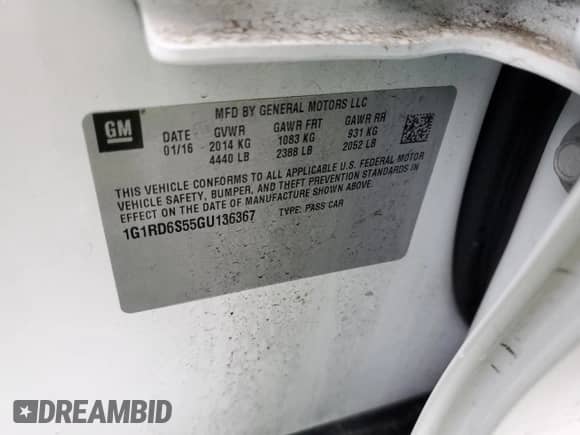 MFD BY GENERAL MOTORS LLC
GM DATE GVWR GAWR FRT GAWR RR
01/16 2014 KG 1083 KG 931 KG
4440 LB 2388 LB 2052 LB
THIS VEHICLE CONFORMS TO ALL APPLICABLE U.S. FEDERAL MOTOR
VEHICLE SAFETY, BUMPER, AND THEFT PREVENTION STANDARDS IN
EFFECT ON THE DATE OF MANUFACTURE SHOWN ABOVE.
1G1RD6S55GU136367 TYPE: PASS CAR
DREAMBID